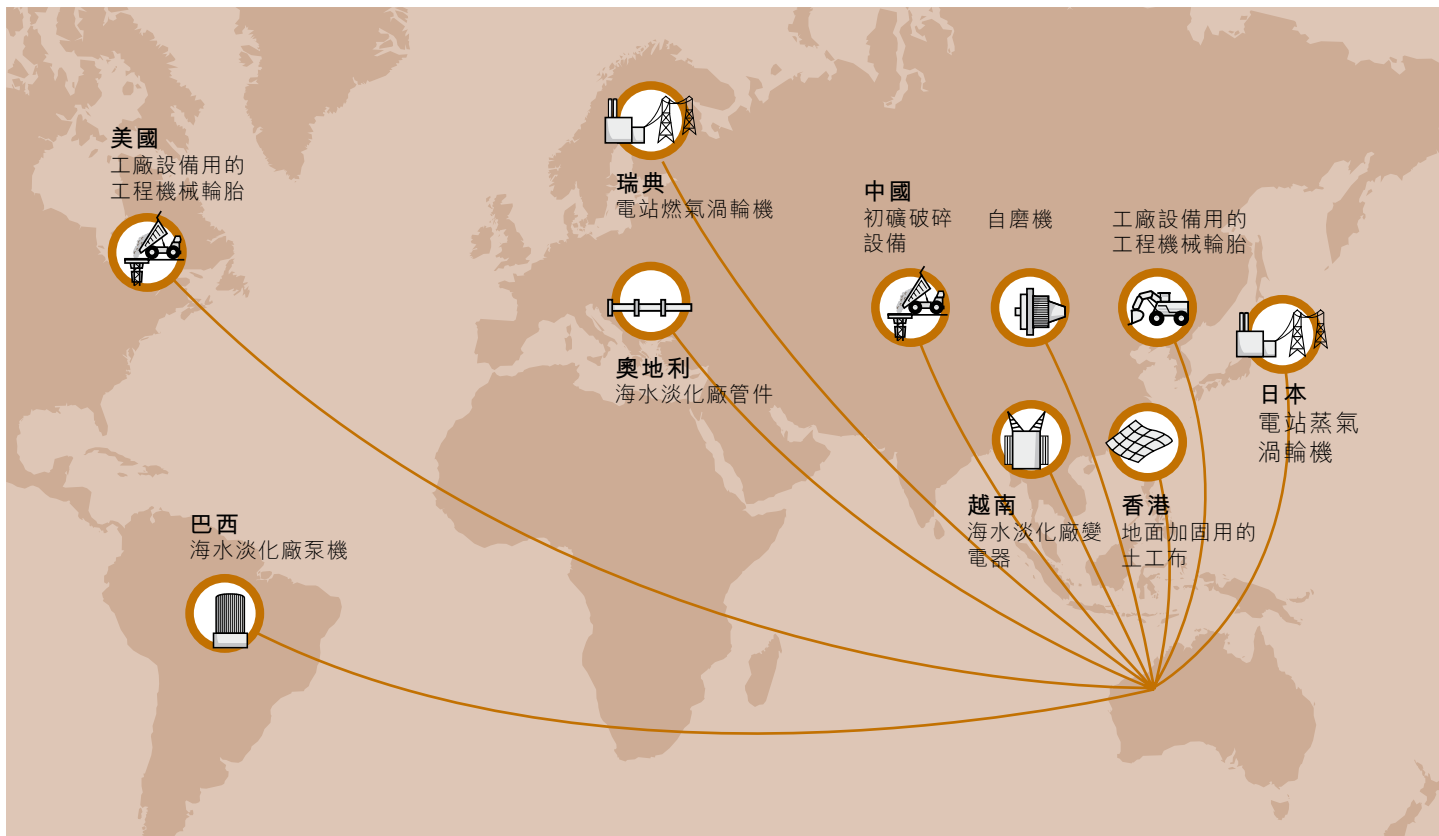 美國
工廠設備用的
工程機械輪胎
瑞典
電站燃氣渦輪機
中國
初礦破碎
設備
自磨機
工廠設備用的
工程機械輪胎
奧地利
海水淡化廠管件
日本
電站蒸氣
渦輪機
巴西
海水淡化廠泵機
越南
海水淡化廠變
電器
香港
地面加固用的
土工布